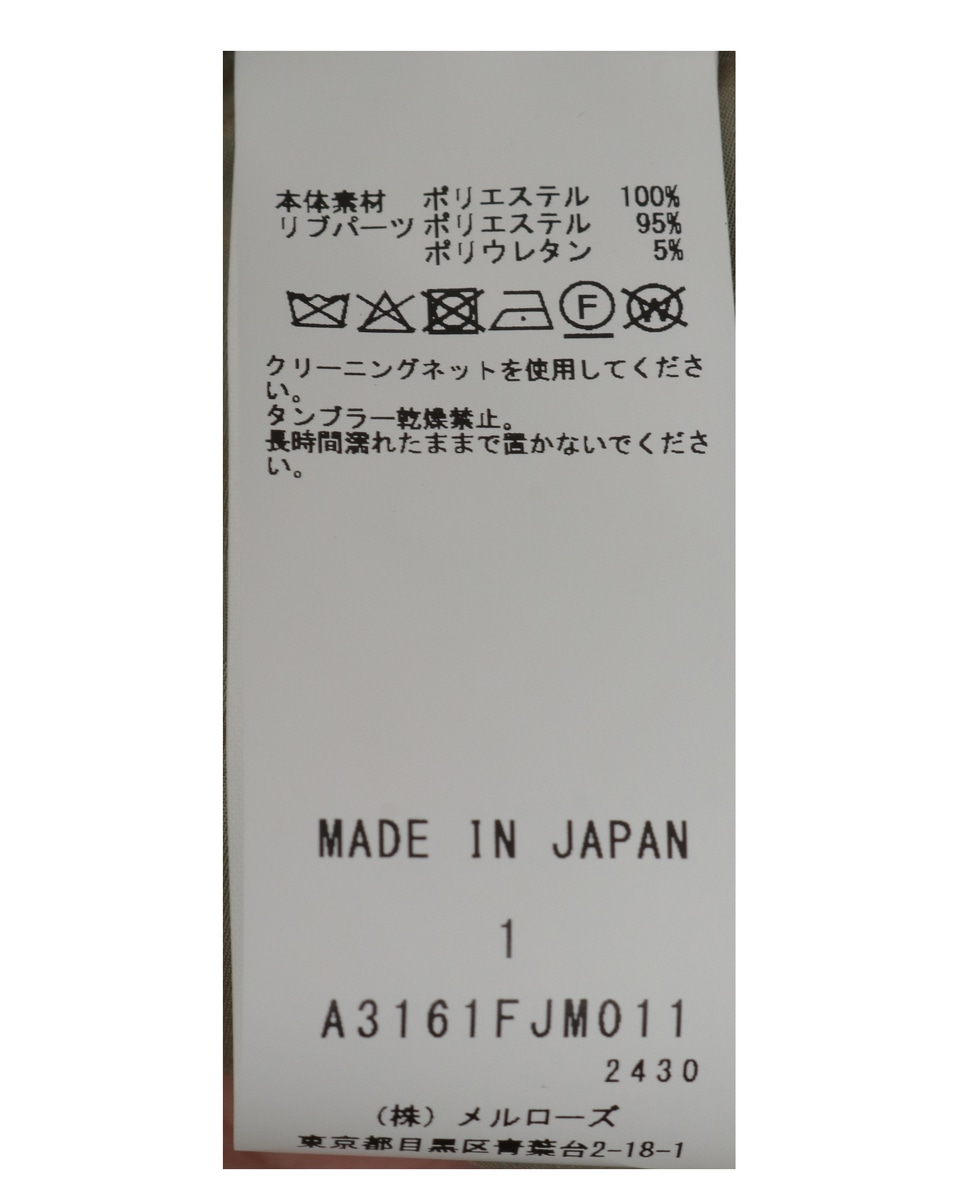 本体素材 ポリエステル 100%
リブパーツ ポリエステル 95%
ポリウレタン 5%
F W
クリーニングネットを使用してくださ
い。
タンブラー乾燥禁止。
長時間濡れたままで置かないでくださ
い。
MADE IN JAPAN
1
A3161FJM011
2430
(株) メルローズ
東京都目黒区青葉台2-18-1